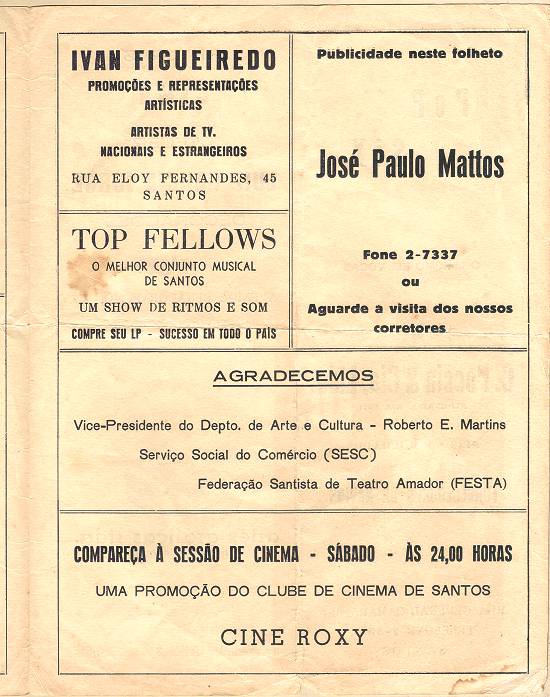 IVAN FIGUEIREDO
PROMOÇÕES E REPRESENTAÇÕES
ARTÍSTICAS
ARTISTAS DE TV.
NACIONAIS E ESTRANGEIROS
RUA ELOY FERNANDES, 45
SANTOS
TOP FELLOWS
O MELHOR CONJUNTO MUSICAL
DE SANTOS
UM SHOW DE RITMOS E SOM
COMPRE SEU LP - SUCESSO EM TODO O PAÍS
Publicidade neste folheto
José Paulo Mattos
Fone 2-7337
ou
Aguarde a visita dos nossos
corretores
AGRADECEMOS
Vice-Presidente do Depto. de Arte e Cultura - Roberto E. Martins
Serviço Social do Comércio (SESC)
Federação Santista de Teatro Amador (FESTA)
COMPAREÇA À SESSÃO DE CINEMA - SÁBADO - ÀS 24,00 HORAS
UMA PROMOÇÃO DO CLUBE DE CINEMA DE SANTOS
CINE ROXY